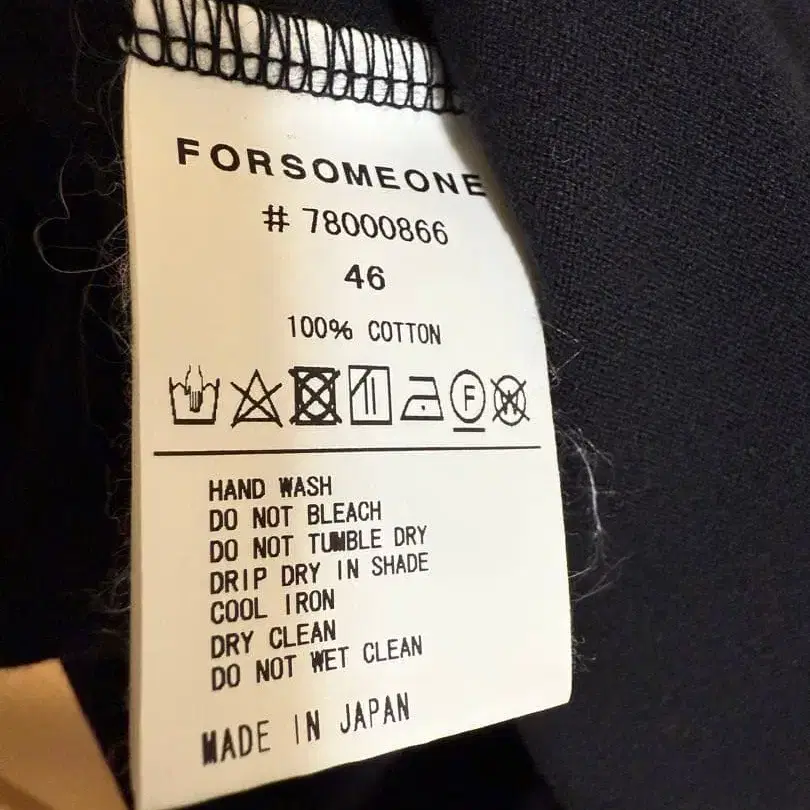 FORSOMEONE
# 78000866
46
100% COTTON
F W
HAND WASH
DO NOT BLEACH
DO NOT TUMBLE DRY
DRIP DRY IN SHADE
COOL IRON
DRY CLEAN
DO NOT WET CLEAN
MADE IN JAPAN